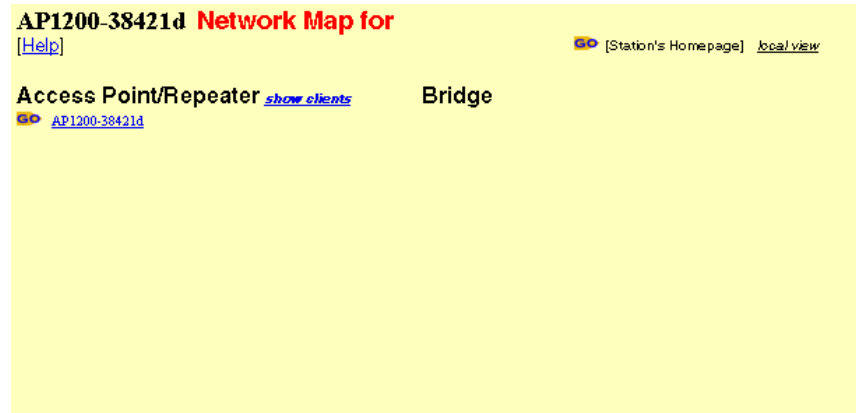 AP1200-38421d Network Map for
[Help]
GO [Station's Homepage] local view
Access Point/Repeater show clients
Bridge
GO AP1200-38421d